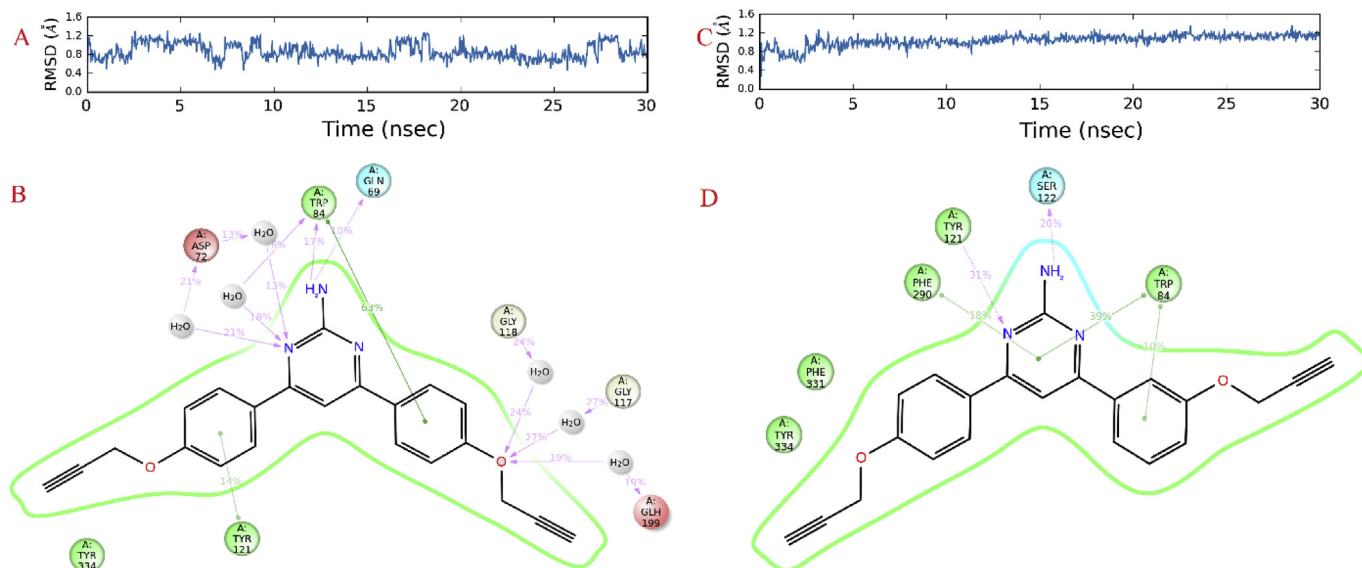 A
RMSD (Å)
1.6
1.2
0.8
0.4
0
5
10
15
20
25
30
Time (nsec)
C
RMSD (Å)
1.6
1.2
0.8
0.4
0.0
0
5
10
15
20
25
30
Time (nsec)
B
A:
GLN
69
A:
TRP
84
A:
ASP
72
13%
H₂O
17%
10%
21%
13%
H₂O
H₂O
18%
21%
H₂N
63%
N
N
A:
GLY
118
24%
H₂O
A:
GLY
117
27%
24%
H₂O
27%
19%
H₂O
19%
O
O
A:
GLH
199
14%
A:
TYR
121
A:
TYR
334
D
A:
SER
122
20%
A:
TYR
121
31%
NH₂
A:
PHE
290
18%
A:
TRP
84
39%
10%
N
N
A:
PHE
331
A:
TYR
334
O
O